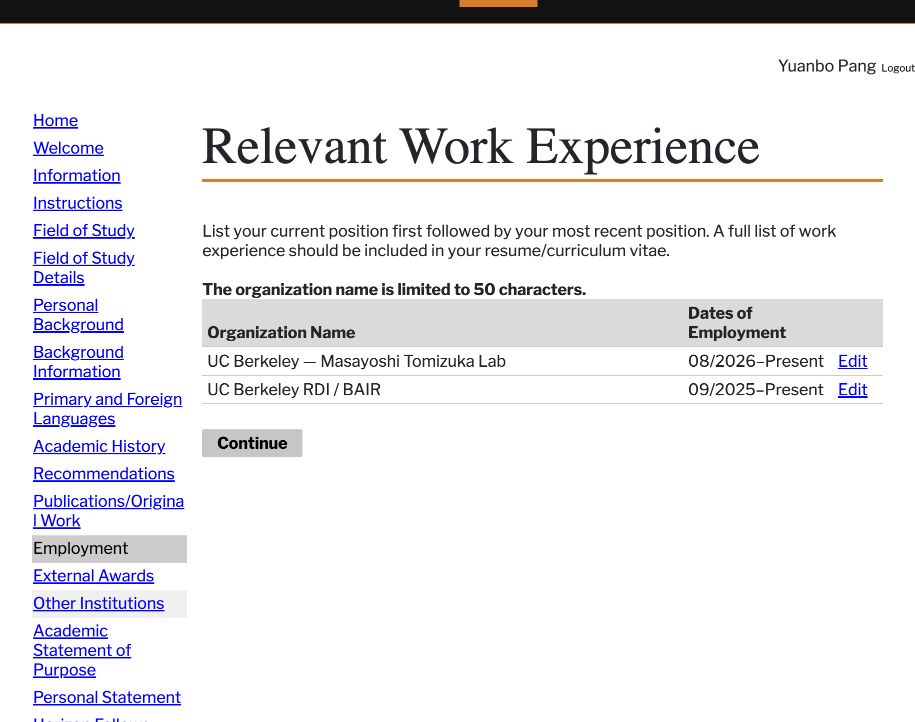 Yuanbo Pang Logout
Home
Welcome
Information
Instructions
Field of Study
Field of Study
Details
Personal
Background
Background
Information
Primary and Foreign
Languages
Academic History
Recommendations
Publications/Origina
l Work
Employment
External Awards
Other Institutions
Academic
Statement of
Purpose
Personal Statement
Relevant Work Experience
List your current position first followed by your most recent position. A full list of work
experience should be included in your resume/curriculum vitae.
The organization name is limited to 50 characters.
Organization Name Dates of
Employment
UC Berkeley — Masayoshi Tomizuka Lab 08/2026–Present Edit
UC Berkeley RDI / BAIR 09/2025–Present Edit
Continue